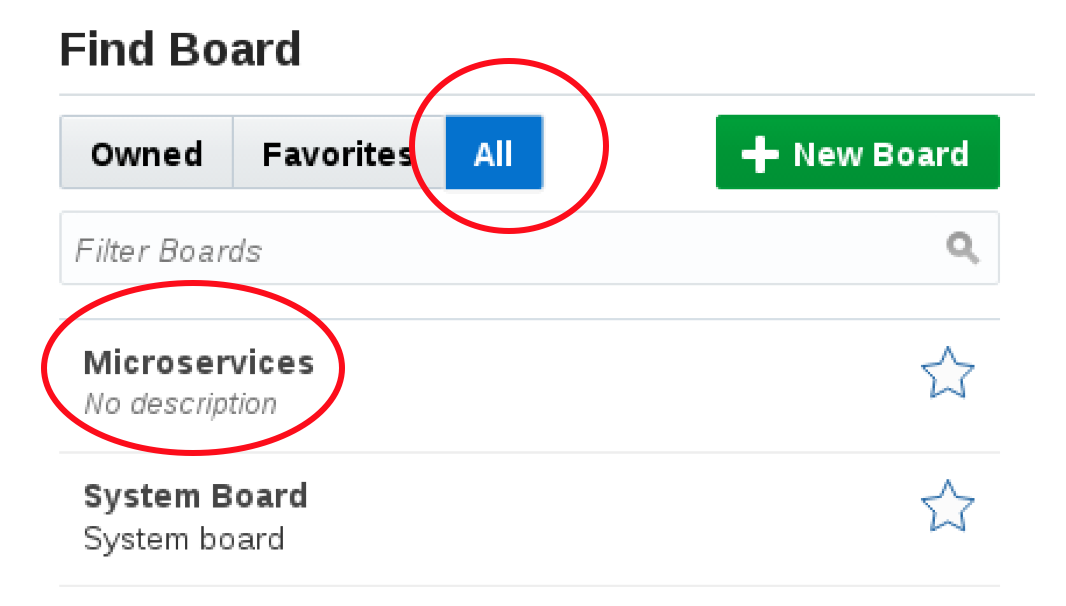 Find Board
Owned Favorites All New Board
Filter Boards
Microservices
No description
System Board
System board